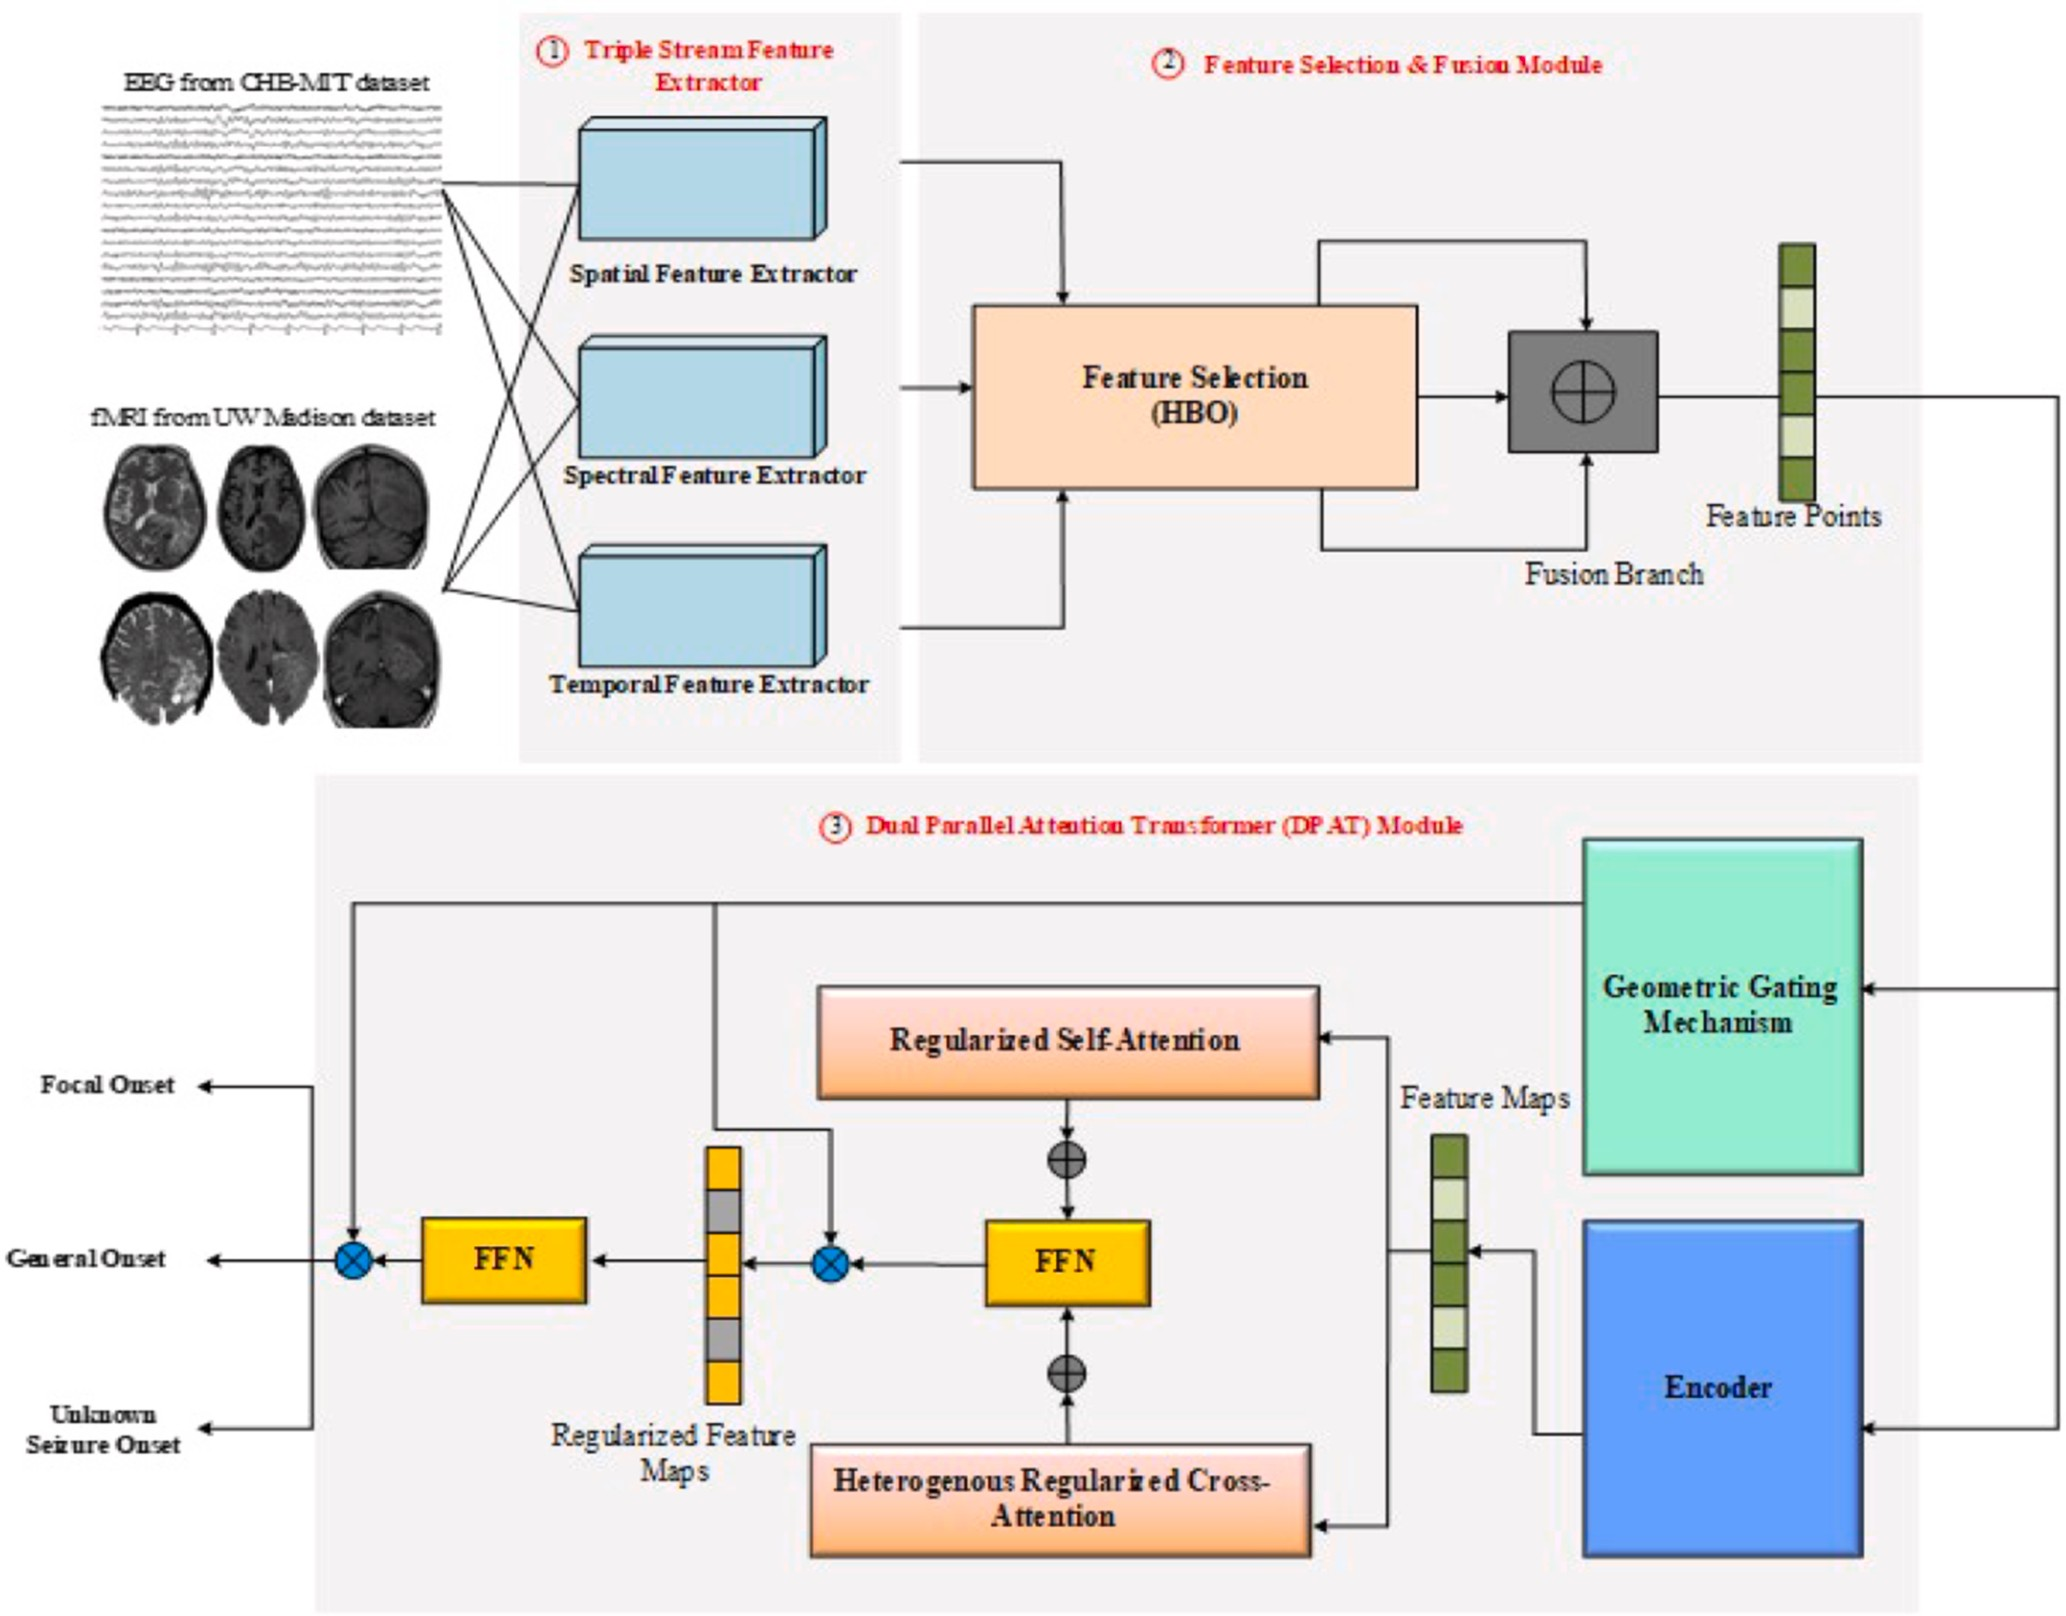 EEG from CHB-MIT dataset
fMRI from UW Madison dataset
1 Triple Stream Feature
Extractor
Spatial Feature Extractor
Spectral Feature Extractor
Temporal Feature Extractor
2 Feature Selection & Fusion Module
Feature Selection
(HBO)
Fusion Branch
Feature Points
3 Dual Parallel Attention Transformer (DPAT) Module
Geometric Gating
Mechanism
Encoder
Feature Maps
Regularized Self-Attention
FFN
Heterogenous Regularized Cross-
Attention
Regularized Feature
Maps
FFN
Focal Onset
General Onset
Unknown
Seizure Onset